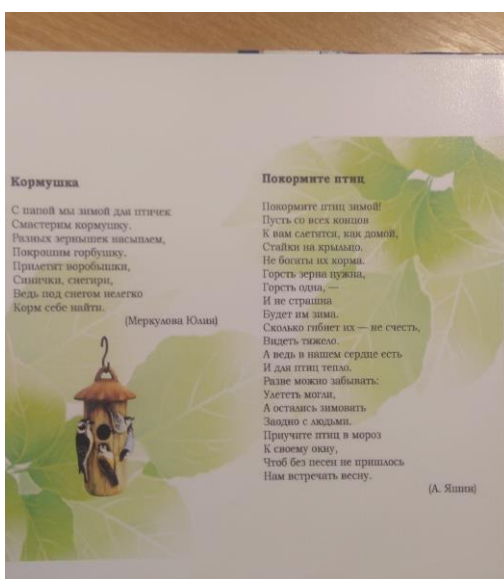 Кормушка
С папой мы зимой для птичек
Смастерим кормушку.
Разных зернышек насыплем,
Покрошим горбушку.
Прилетят воробышки,
Синички, снегири,
Ведь под снегом нелегко
Корм себе найти.
(Меркулова Юлия)
Покормите птиц
Покормите птиц зимой!
Пусть со всех концов
К вам слетятся, как домой,
Стайки на крыльцо.
Не богаты их корма.
Горсть зерна нужна,
Горсть одна, —
И не страшна
Будет им зима.
Сколько гибнет их — не счесть,
Видеть тяжело.
А ведь в нашем сердце есть
И для птиц тепло.
Разве можно забывать:
Улететь могли,
А остались зимовать
Заодно с людьми.
Приучите птиц в мороз
К своему окну,
Чтоб без песен не пришлось
Нам встречать весну.
(А. Яшин)